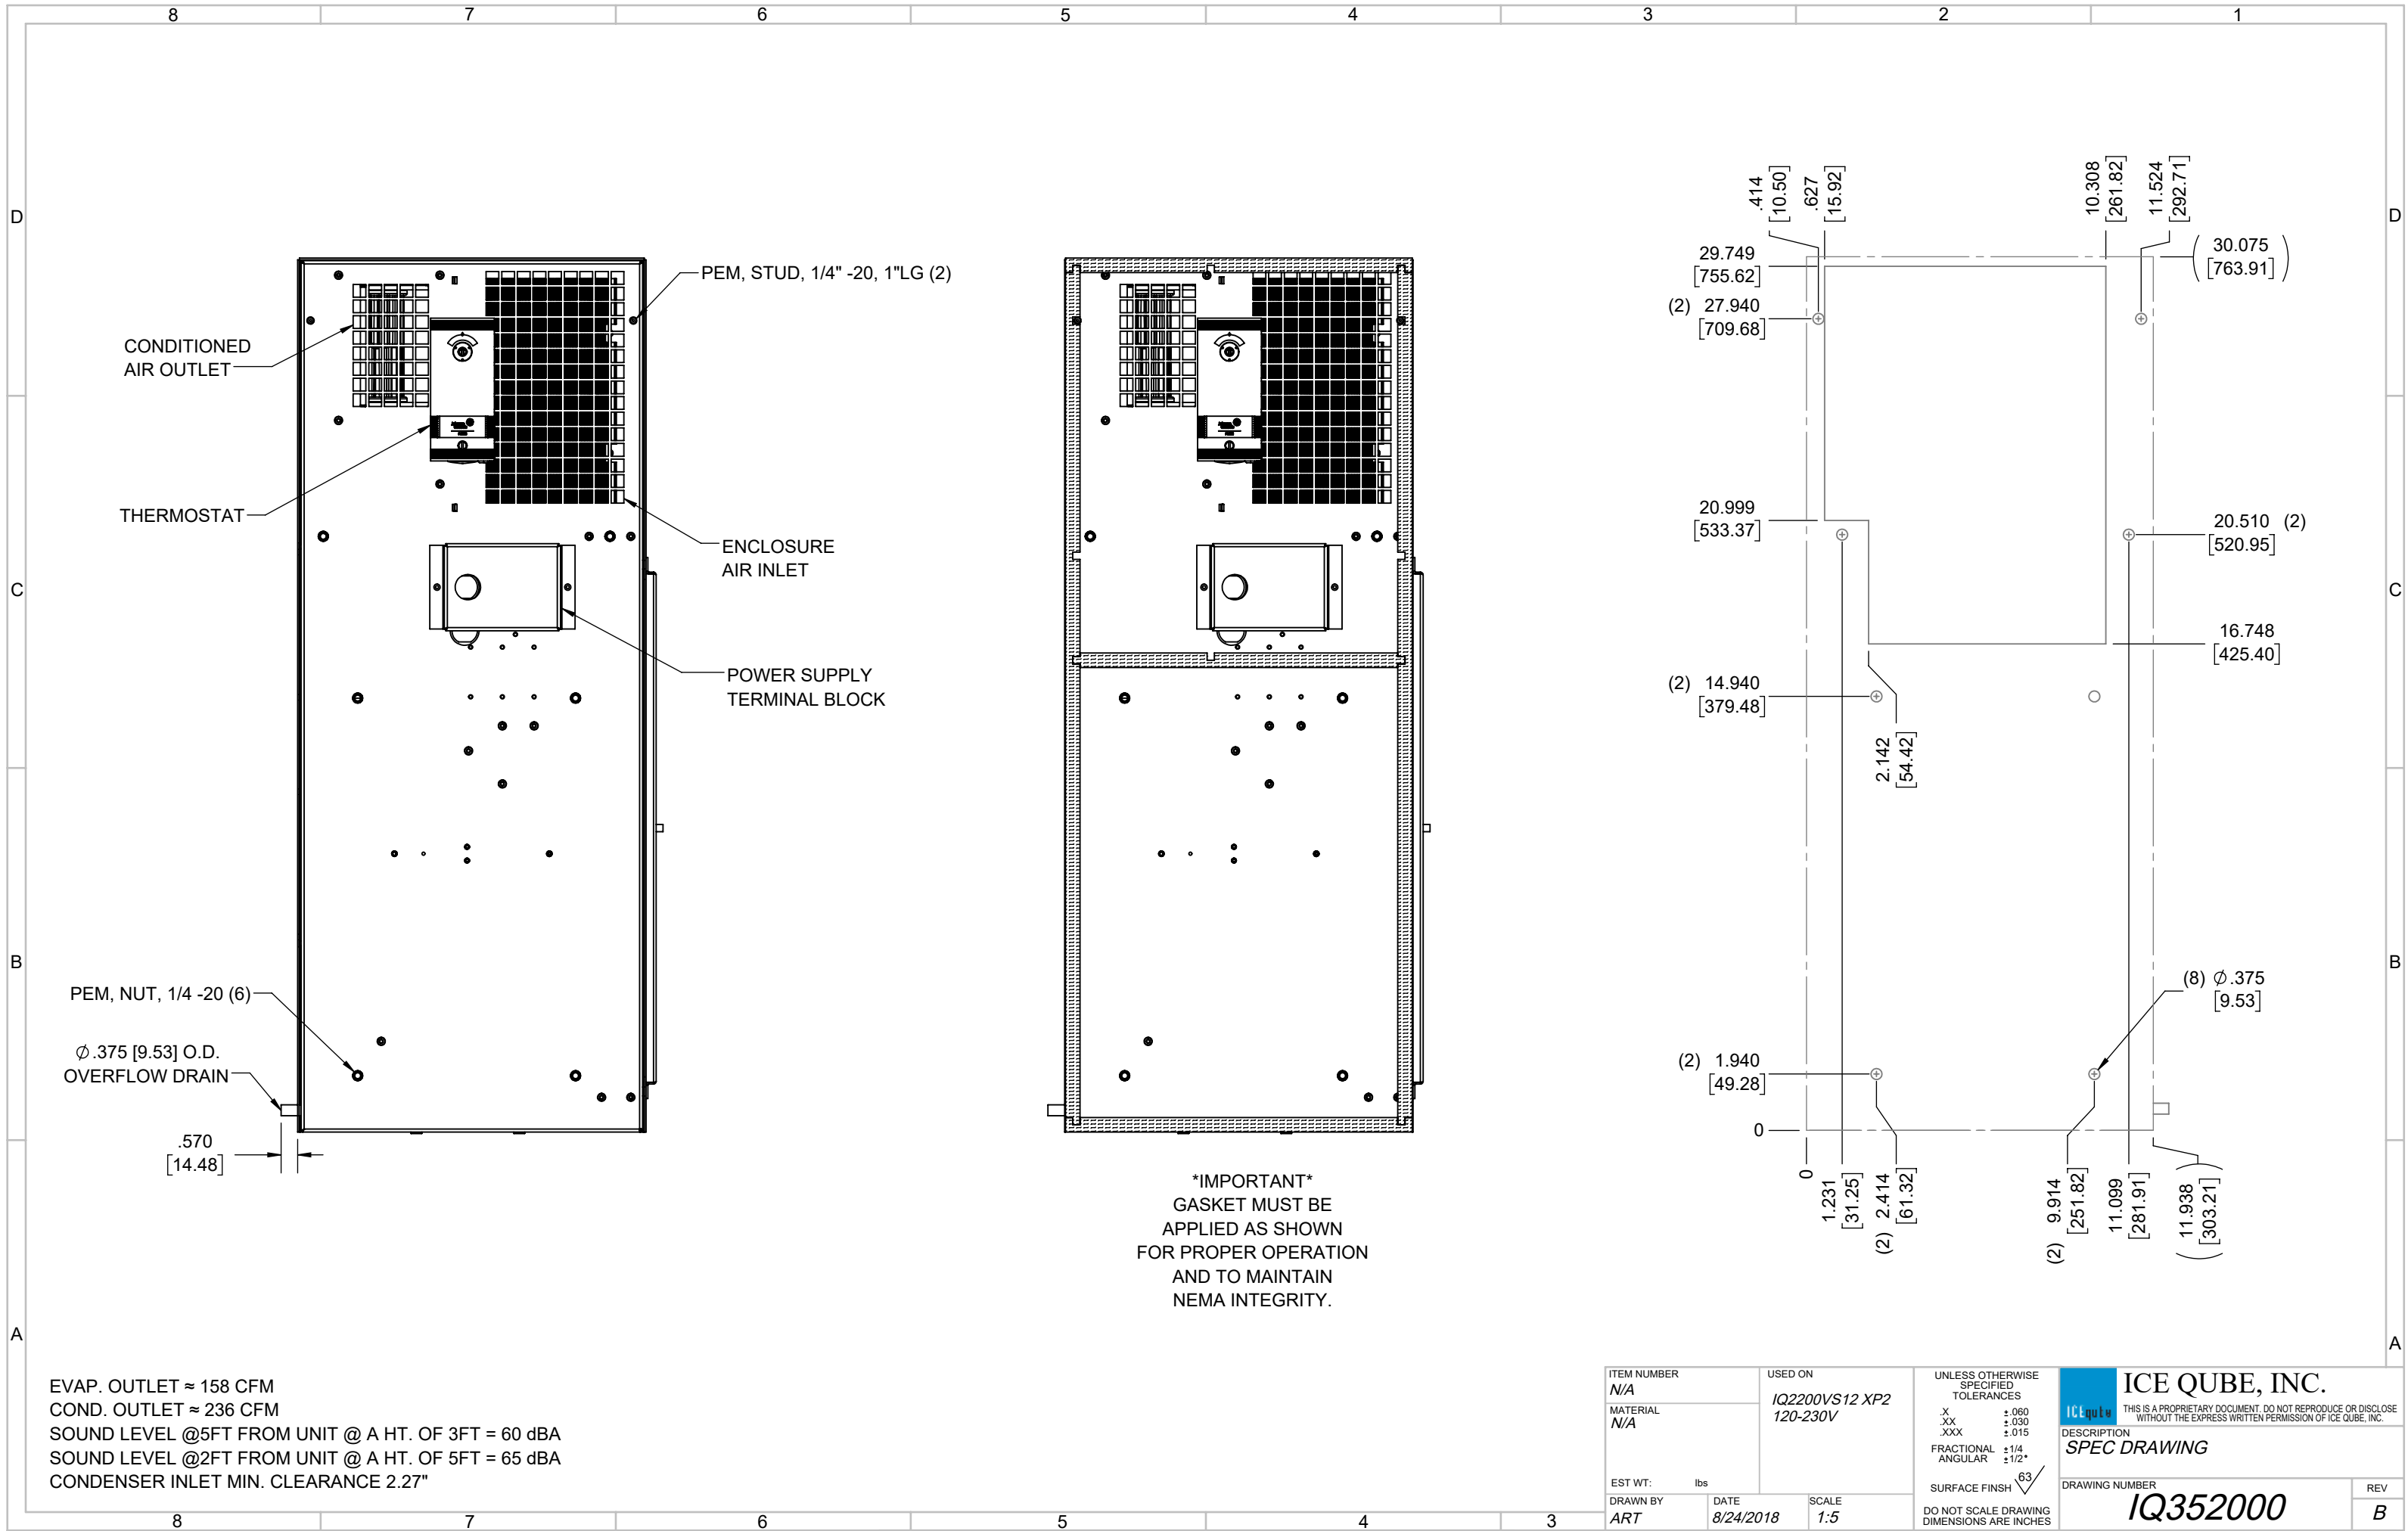 8 7 6 5 4 3 2 1
D
D
C
C
B
B
A
A
CONDITIONED
AIR OUTLET
THERMOSTAT
PEM, STUD, 1/4" -20, 1"LG (2)
ENCLOSURE
AIR INLET
POWER SUPPLY
TERMINAL BLOCK
PEM, NUT, 1/4 -20 (6)
∅.375 [9.53] O.D.
OVERFLOW DRAIN
.570
[14.48]
*IMPORTANT*
GASKET MUST BE
APPLIED AS SHOWN
FOR PROPER OPERATION
AND TO MAINTAIN
NEMA INTEGRITY.
.414
[10.50]
.627
[15.92]
10.308
[261.82]
11.524
[292.71]
29.749
[755.62]
(30.075
[763.91])
(2) 27.940
[709.68]
20.999
[533.37]
20.510 (2)
[520.95]
16.748
[425.40]
(2) 14.940
[379.48]
2.142
[54.42]
(8) ∅.375
[9.53]
(2) 1.940
[49.28]
0
0
1.231
[31.25]
(2) 2.414
[61.32]
(2) 9.914
[251.82]
11.099
[281.91]
(11.938
[303.21])
EVAP. OUTLET ≈ 158 CFM
COND. OUTLET ≈ 236 CFM
SOUND LEVEL @5FT FROM UNIT @ A HT. OF 3FT = 60 dBA
SOUND LEVEL @2FT FROM UNIT @ A HT. OF 5FT = 65 dBA
CONDENSER INLET MIN. CLEARANCE 2.27"
ITEM NUMBER
N/A
MATERIAL
N/A
EST WT: lbs
USED ON
IQ2200VS12 XP2
120-230V
DRAWN BY
ART
DATE
8/24/2018
SCALE
1:5
UNLESS OTHERWISE
SPECIFIED
TOLERANCES
.X ±.060
.XX ±.030
.XXX ±.015
FRACTIONAL ±1/4
ANGULAR ±1/2°
SURFACE FINSH 63
DO NOT SCALE DRAWING
DIMENSIONS ARE INCHES
ICEqube
ICE QUBE, INC.
THIS IS A PROPRIETARY DOCUMENT. DO NOT REPRODUCE OR DISCLOSE
WITHOUT THE EXPRESS WRITTEN PERMISSION OF ICE QUBE, INC.
DESCRIPTION
SPEC DRAWING
DRAWING NUMBER
IQ352000
REV
B
8 7 6 5 4 3